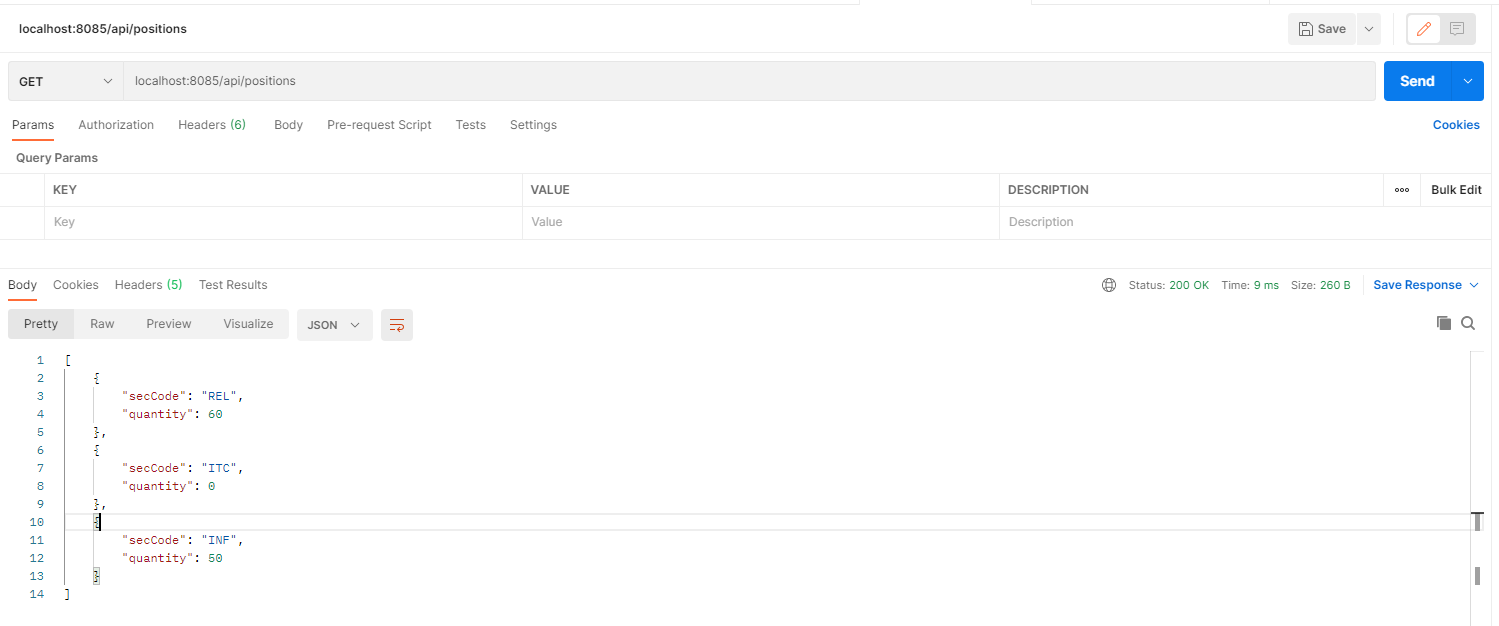 localhost:8085/api/positions
Save
GET localhost:8085/api/positions Send
Params Authorization Headers (6) Body Pre-request Script Tests Settings Cookies
Query Params
KEY VALUE DESCRIPTION ooo Bulk Edit
Key Value Description
Body Cookies Headers (5) Test Results Status: 200 OK Time: 9 ms Size: 260 B Save Response
Pretty Raw Preview Visualize JSON
1 [
2 {
3 "secCode": "REL",
4 "quantity": 60
5 },
6 {
7 "secCode": "ITC",
8 "quantity": 0
9 },
10 {
11 "secCode": "INF",
12 "quantity": 50
13 }
14 ]